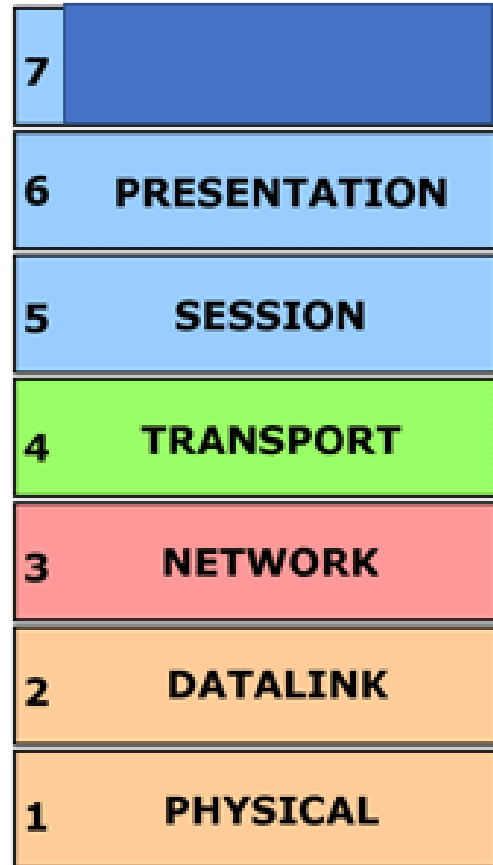 7
6 PRESENTATION
5 SESSION
4 TRANSPORT
3 NETWORK
2 DATALINK
1 PHYSICAL